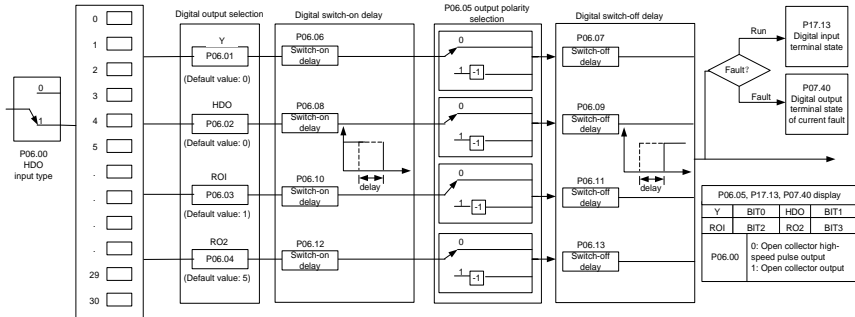 P06.00
HDO
input type
0
1
0
1
2
3
4
5
.
.
.
.
29
30
Digital output selection
Y
P06.01
(Default value: 0)
HDO
P06.02
(Default value: 0)
ROI
P06.03
(Default value: 1)
RO2
P06.04
(Default value: 5)
Digital switch-on delay
P06.06
Switch-on
delay
P06.08
Switch-on
delay
delay
P06.10
Switch-on
delay
P06.12
Switch-on
delay
P06.05 output polarity
selection
0
1
-1
0
1
-1
0
1
-1
0
1
-1
Digital switch-off delay
P06.07
Switch-off
delay
P06.09
Switch-off
delay
delay
P06.11
Switch-off
delay
P06.13
Switch-off
delay
Fault?
Run
Fault
P17.13
Digital input
terminal state
P07.40
Digital output
terminal state
of current fault
P06.05, P17.13, P07.40 display
Y BIT0 HDO BIT1
ROI BIT2 RO2 BIT3
P06.00
0: Open collector high-
speed pulse output
1: Open collector output